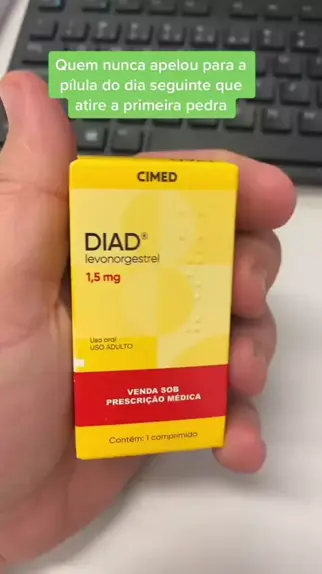 Quem nunca apelou para a
pílula do dia seguinte que
atire a primeira pedra
CIMED
DIAD®
levonorgestrel
1,5 mg
Uso oral
USO ADULTO
VENDA SOB
PRESCRIÇÃO MÉDICA
Contém: 1 comprimido